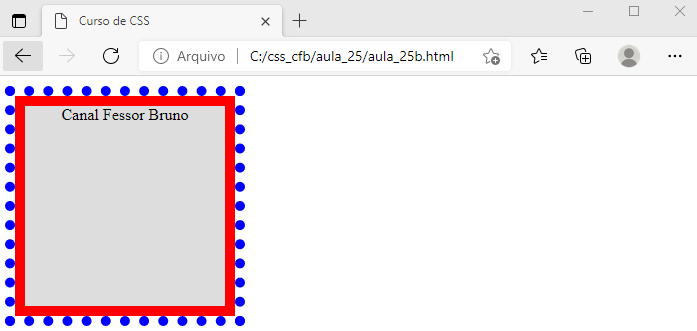 Curso de CSS
Arquivo C:/css_cfb/aula_25/aula_25b.html
Canal Fessor Bruno